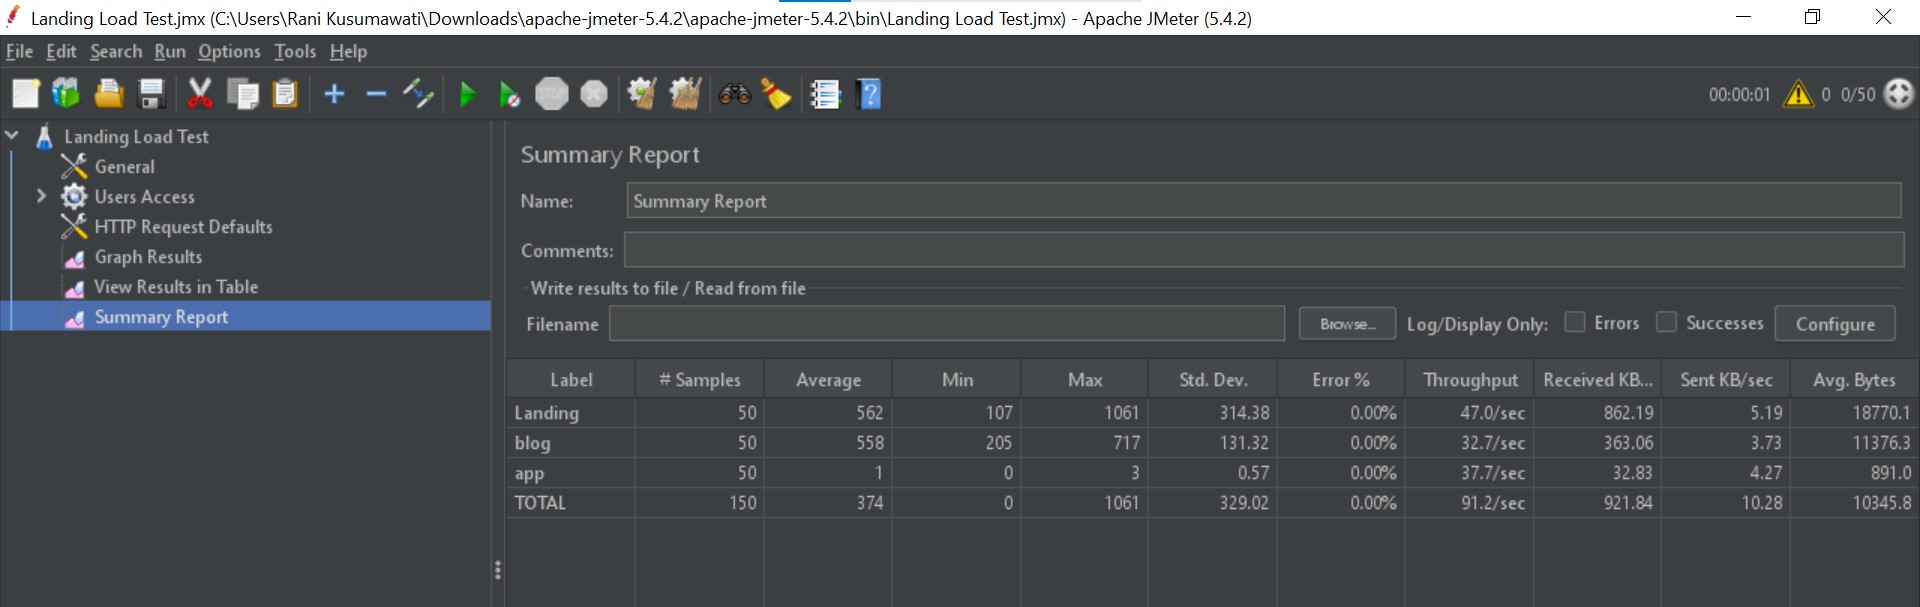 Landing Load Test.jmx (C:\Users\Rani Kusumawati\Downloads\apache-jmeter-5.4.2\apache-jmeter-5.4.2\bin\Landing Load Test.jmx) - Apache JMeter (5.4.2)
File Edit Search Run Options Tools Help
STOP 00:00:01 0 0/50
Landing Load Test
General
Users Access
HTTP Request Defaults
Graph Results
View Results in Table
Summary Report
Summary Report
Name: Summary Report
Comments:
Write results to file / Read from file
Filename Browse... Log/Display Only: Errors Successes Configure
Label # Samples Average Min Max Std. Dev. Error % Throughput Received KB... Sent KB/sec Avg. Bytes
Landing 50 562 107 1061 314.38 0.00% 47.0/sec 862.19 5.19 18770.1
blog 50 558 205 717 131.32 0.00% 32.7/sec 363.06 3.73 11376.3
app 50 1 0 3 0.57 0.00% 37.7/sec 32.83 4.27 891.0
TOTAL 150 374 0 1061 329.02 0.00% 91.2/sec 921.84 10.28 10345.8